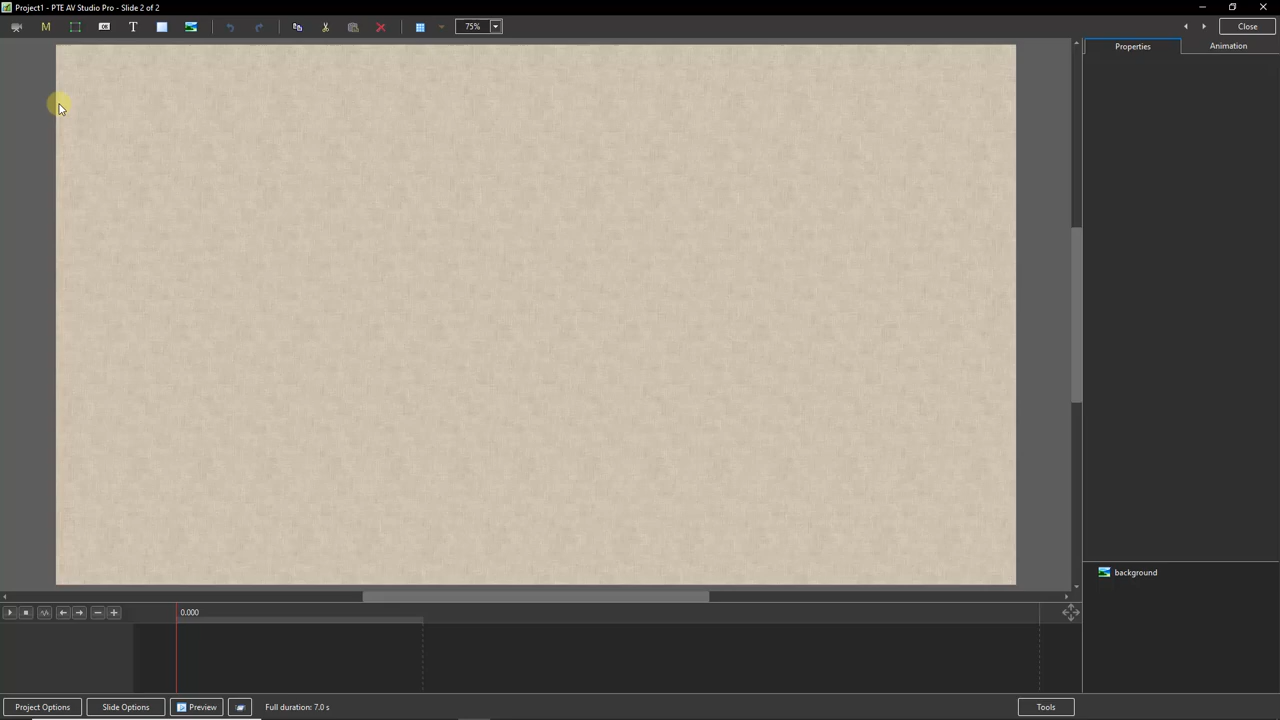 Project1 - PTE AV Studio Pro - Slide 2 of 2
M
OK
T
75%
Close
Properties
Animation
background
0.000
Project Options
Slide Options
Preview
Full duration: 7.0 s
Tools